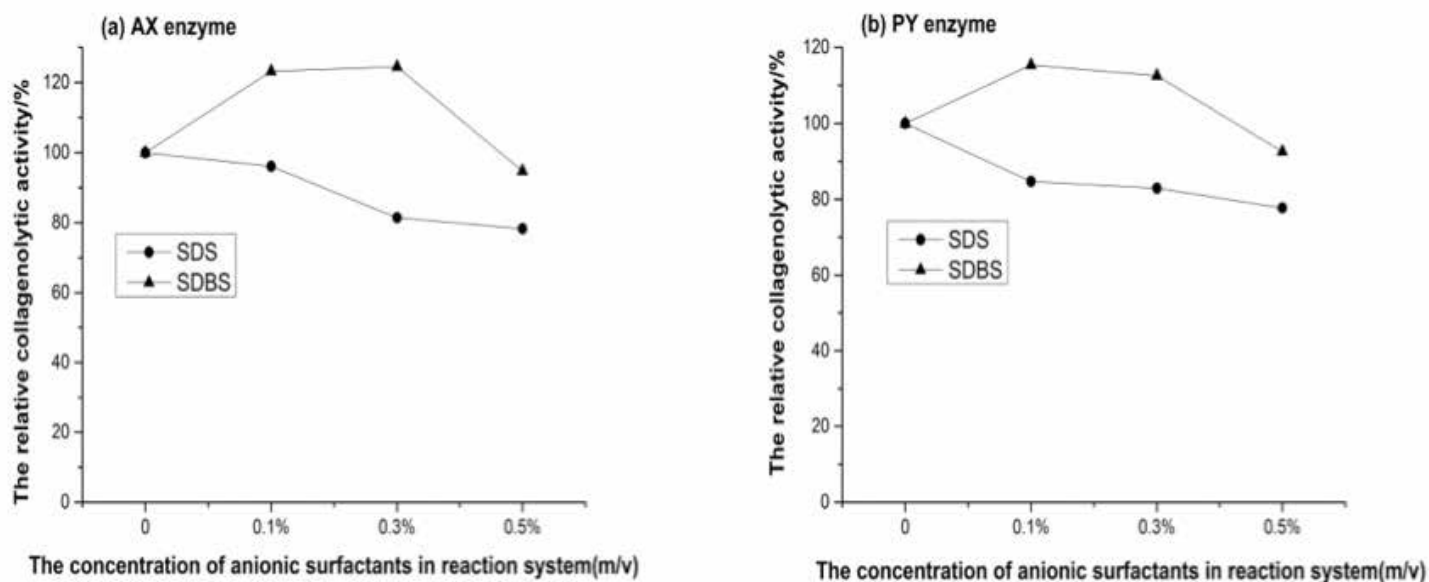 (a) AX enzyme
The relative collagenolytic activity/%
120
100
80
60
40
20
0
SDS
SDBS
0 0.1% 0.3% 0.5%
The concentration of anionic surfactants in reaction system(m/v)
(b) PY enzyme
The relative collagenolytic activity/%
120
100
80
60
40
20
0
SDS
SDBS
0 0.1% 0.3% 0.5%
The concentration of anionic surfactants in reaction system(m/v)